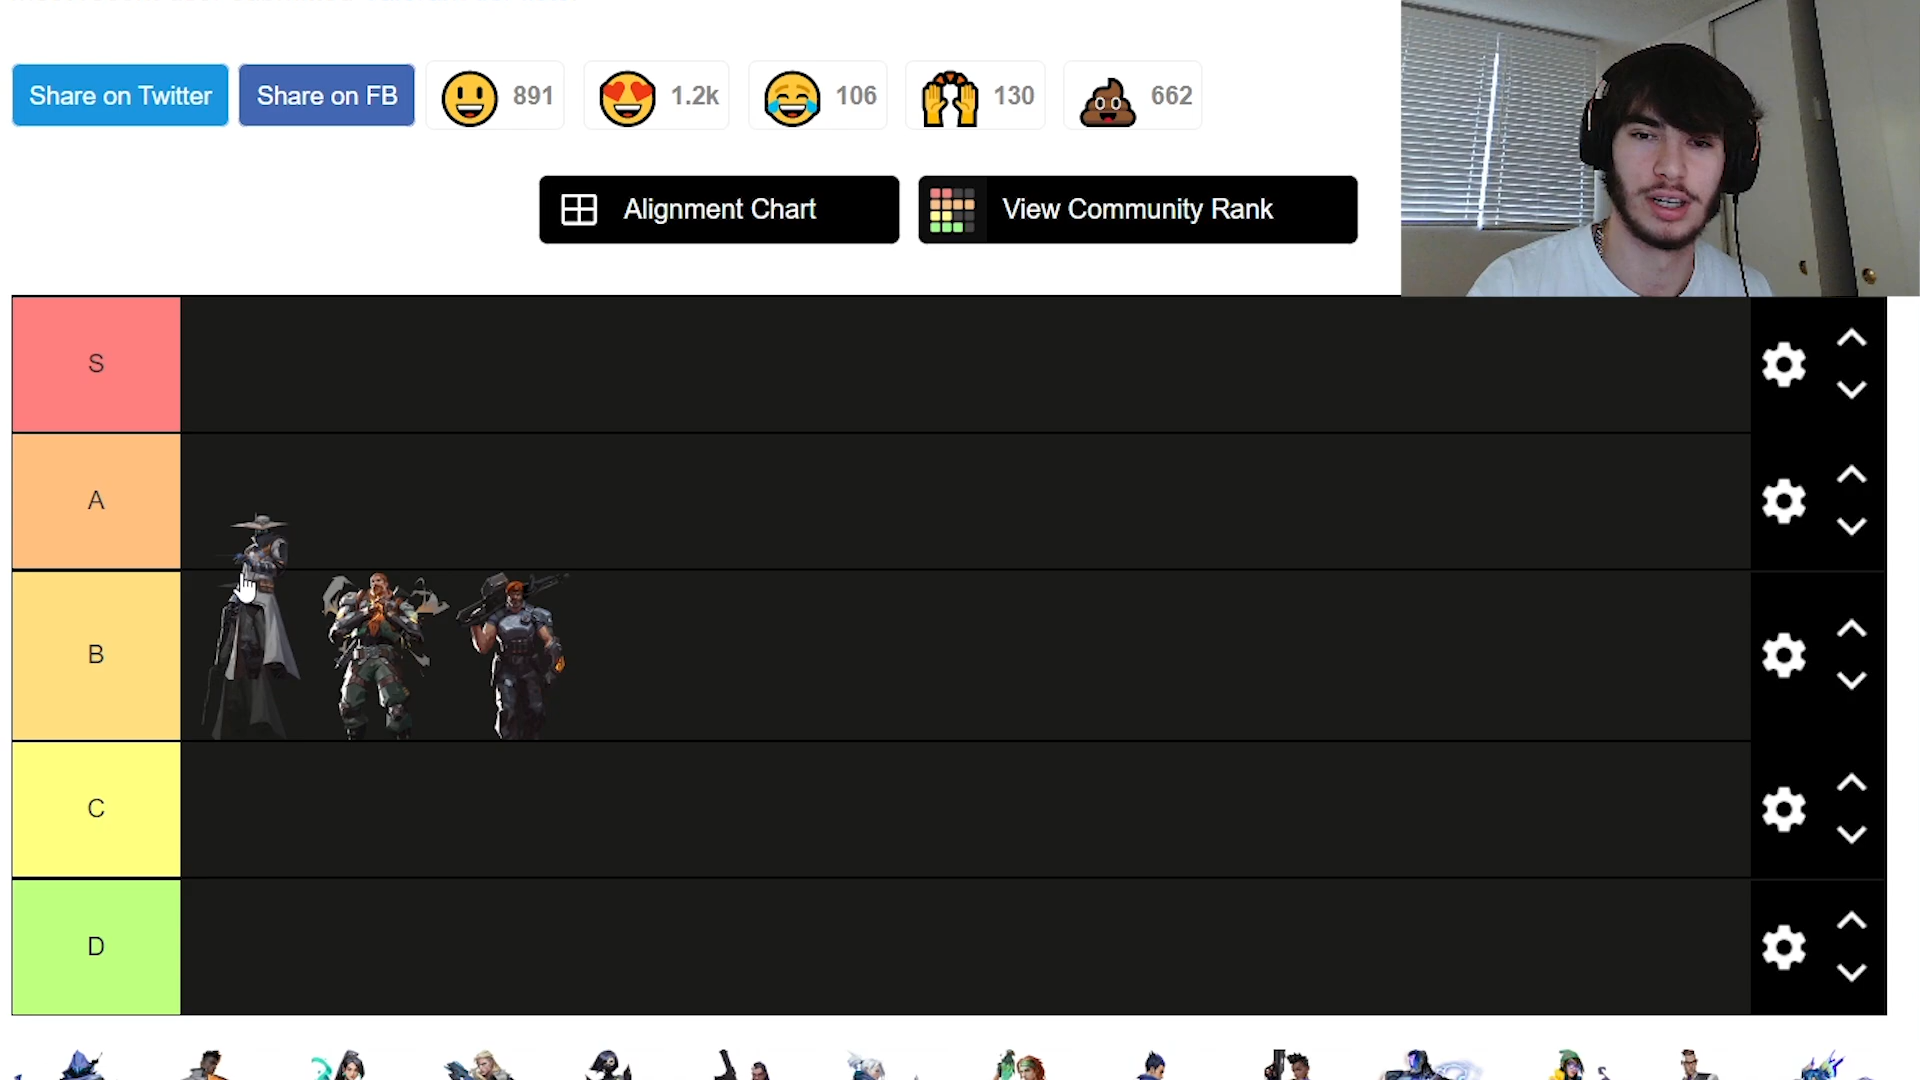 Share on Twitter Share on FB 891 1.2k 106 130 662
Alignment Chart View Community Rank
S
A
B
C
D